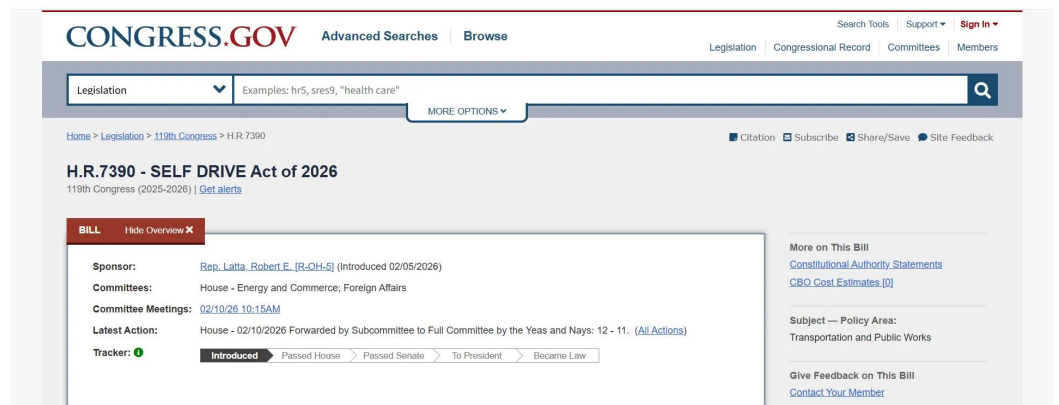 CONGRESS.GOV Advanced Searches Browse
Search Tools Support Sign In
Legislation Congressional Record Committees Members
Legislation Examples: hr5, sres9, "health care"
MORE OPTIONS
Home > Legislation > 119th Congress > H.R.7390
Citation Subscribe Share/Save Site Feedback
H.R.7390 - SELF DRIVE Act of 2026
119th Congress (2025-2026) | Get alerts
BILL Hide Overview ×
Sponsor: Rep. Latta, Robert E. [R-OH-5] (Introduced 02/05/2026)
Committees: House - Energy and Commerce; Foreign Affairs
Committee Meetings: 02/10/26 10:15AM
Latest Action: House - 02/10/2026 Forwarded by Subcommittee to Full Committee by the Yeas and Nays: 12 - 11. (All Actions)
Tracker: Introduced Passed House Passed Senate To President Became Law
More on This Bill
Constitutional Authority Statements
CBO Cost Estimates [0]
Subject — Policy Area:
Transportation and Public Works
Give Feedback on This Bill
Contact Your Member